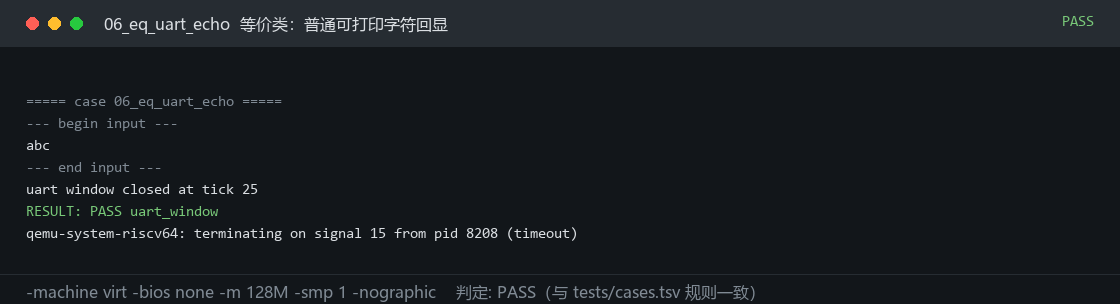 06_eq_uart_echo 等价类：普通可打印字符回显 PASS
===== case 06_eq_uart_echo =====
--- begin input ---
abc
--- end input ---
uart window closed at tick 25
RESULT: PASS uart_window
qemu-system-riscv64: terminating on signal 15 from pid 8208 (timeout)
-machine virt -bios none -m 128M -smp 1 -nographic 判定: PASS（与 tests/cases.tsv 规则一致）